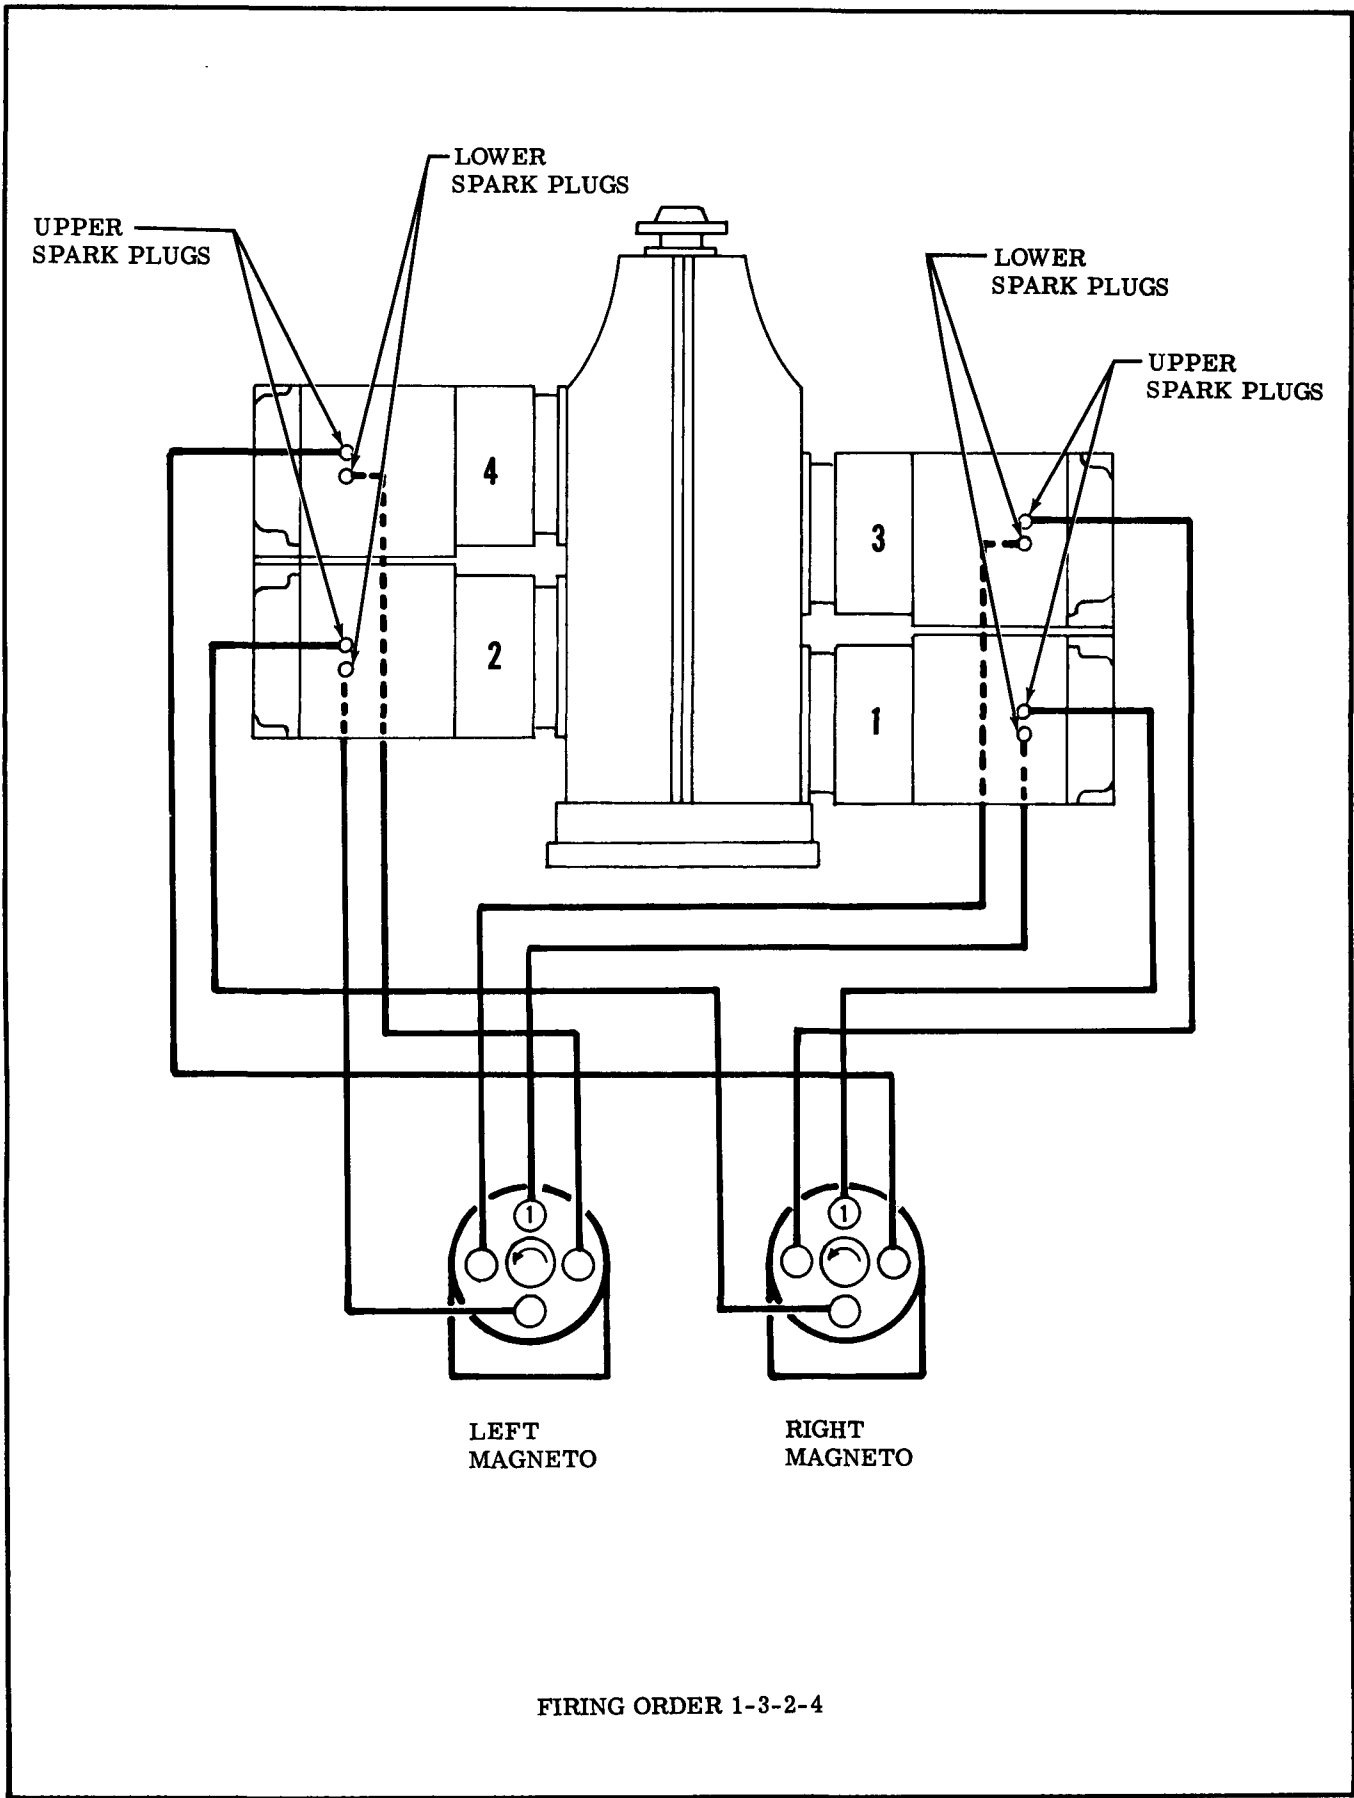 LOWER
SPARK PLUGS
UPPER
SPARK PLUGS
LOWER
SPARK PLUGS
UPPER
SPARK PLUGS
4
3
2
1
1
1
LEFT
MAGNETO
RIGHT
MAGNETO
FIRING ORDER 1-3-2-4